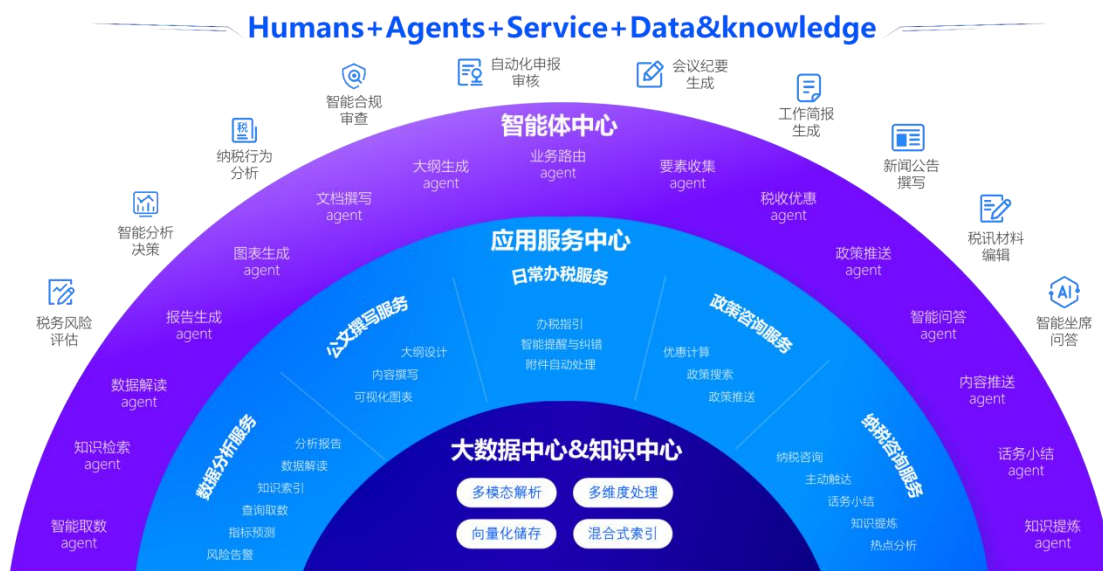 Humans+Agents+Service+Data&knowledge
税务风险
评估
智能分析
决策
纳税行为
分析
智能合规
审查
自动化申报
审核
会议纪要
生成
工作简报
生成
新闻公告
撰写
税讯材料
编辑
AI
智能坐席
问答
税
智能体中心
智能取数
agent
知识检索
agent
数据解读
agent
报告生成
agent
图表生成
agent
文档撰写
agent
大纲生成
agent
业务路由
agent
要素收集
agent
税收优惠
agent
政策推送
agent
智能问答
agent
内容推送
agent
话务小结
agent
知识提炼
agent
应用服务中心
数据分析服务
分析报告
数据解读
知识索引
查询取数
指标预测
风险告警
公文撰写服务
大纲设计
内容撰写
可视化图表
日常办税服务
办税指引
智能提醒与纠错
附件自动处理
政策咨询服务
优惠计算
政策搜索
政策推送
纳税咨询服务
纳税咨询
主动触达
话务小结
知识提炼
热点分析
大数据中心&知识中心
多模态解析
多维度处理
向量化储存
混合式索引